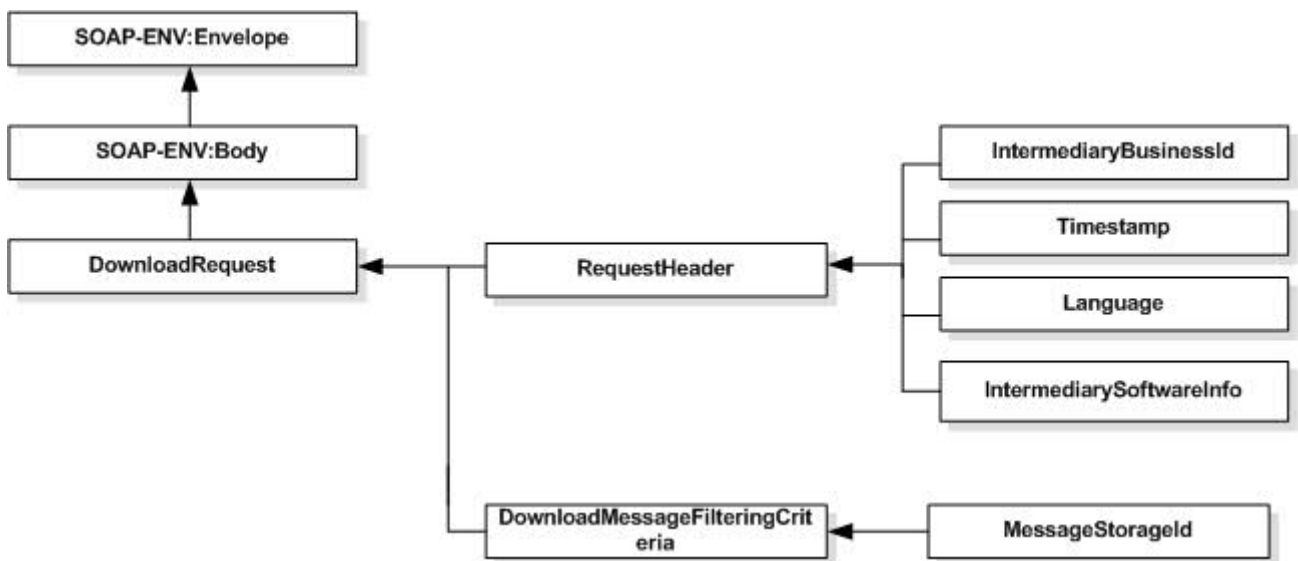 SOAP-ENV:Envelope
SOAP-ENV:Body
DownloadRequest
RequestHeader
IntermediaryBusinessId
Timestamp
Language
IntermediarySoftwareInfo
DownloadMessageFilteringCrit
eria
MessageStorageId